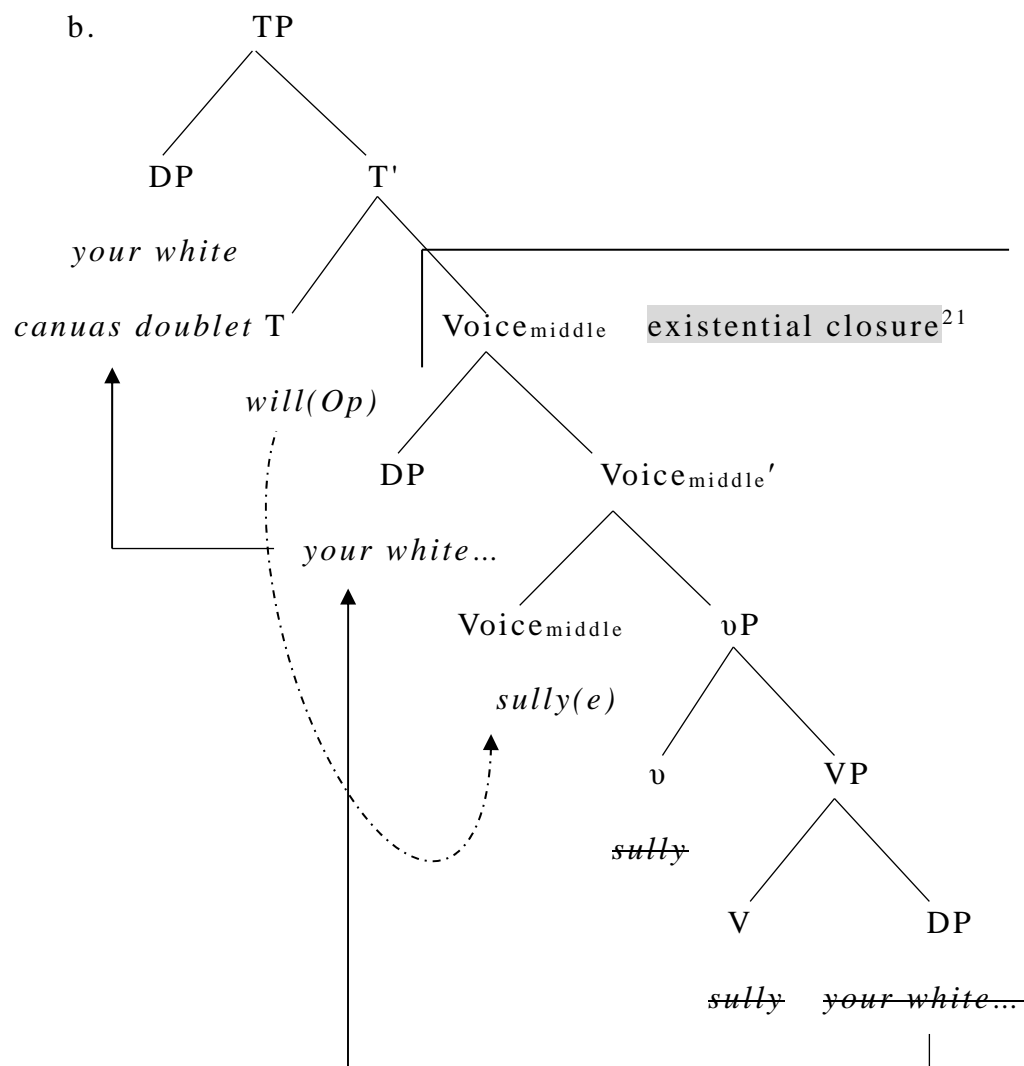 b. TP
DP T'
your white
canuas doublet T Voicemiddle existential closure21
will(Op)
DP Voicemiddle′
your white…
Voicemiddle υP
sully(e)
υ VP
sully
V DP
sully your white…